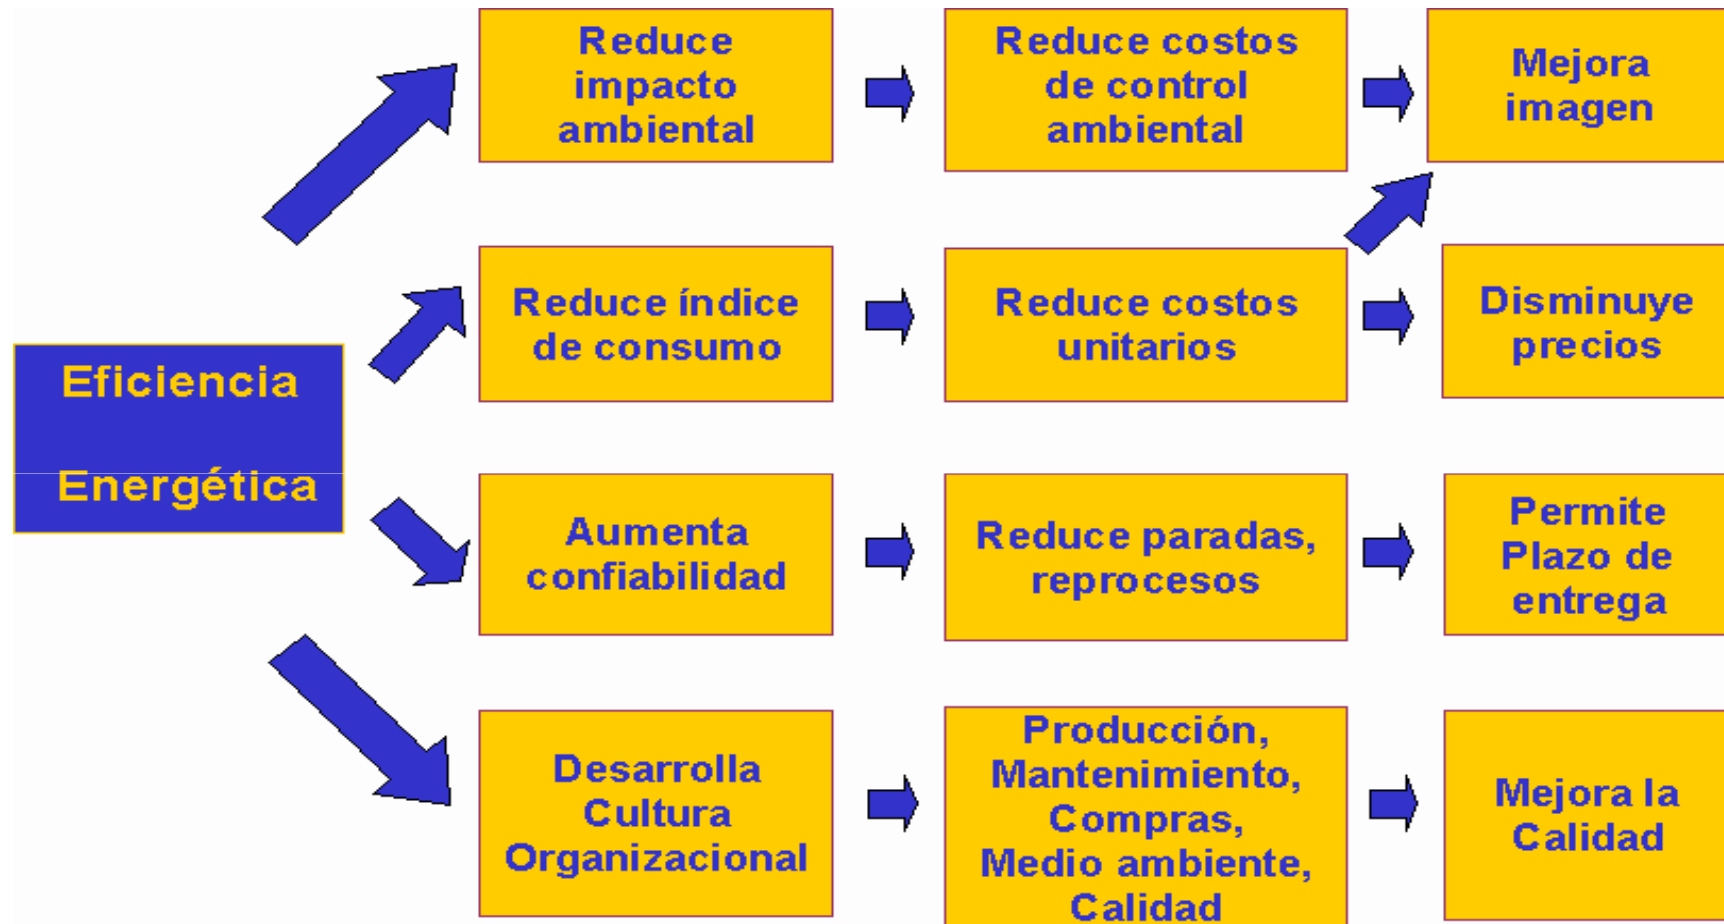 Eficiencia
Energética
Reduce
impacto
ambiental
Reduce costos
de control
ambiental
Mejora
imagen
Reduce índice
de consumo
Reduce costos
unitarios
Disminuye
precios
Aumenta
confiabilidad
Reduce paradas,
reprocesos
Permite
Plazo de
entrega
Desarrolla
Cultura
Organizacional
Producción,
Mantenimiento,
Compras,
Medio ambiente,
Calidad
Mejora la
Calidad